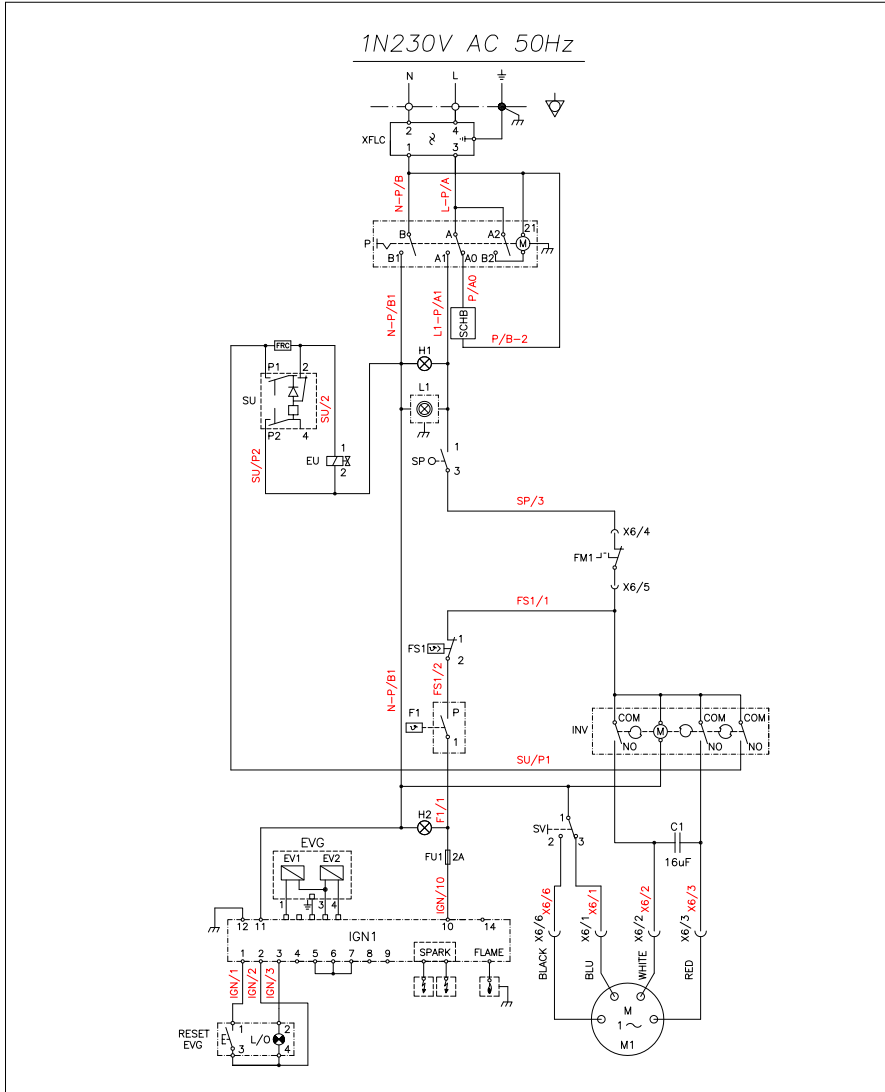 1N230V AC 50Hz
N L
2 4
XFLC
1 3
N-P/B
L-P/A
B A A2 21
P M
B1 A1 A0 B2
N-P/B1
L1-P/A1
P/A0
SCHB
P/B-2
FRC
H1
P1 2
L1
SU
SU/2
P2 4
SU/P2
EU 1
2
1
SP
3
SP/3
X6/4
FM1
X6/5
FS1/1
1
FS1
2
FS1/2
N-P/B1
F1 P
1
COM COM COM
INV M
NO NO NO
SU/P1
F1/1
H2
1
SV
2 3
C1
16uF
EVG
EV1 EV2
FU1 2A
1 3 4
IGN/10
X6/6 X6/1 X6/2 X6/3
12 11 10 14
IGN1
1 2 3 4 5 6 7 8 9 SPARK FLAME
X6/6 X6/1 X6/2 X6/3
BLACK BLU WHITE RED
IGN/1 IGN/2 IGN/3
RESET
EVG
1 2
L/O
3 4
M
1
M1